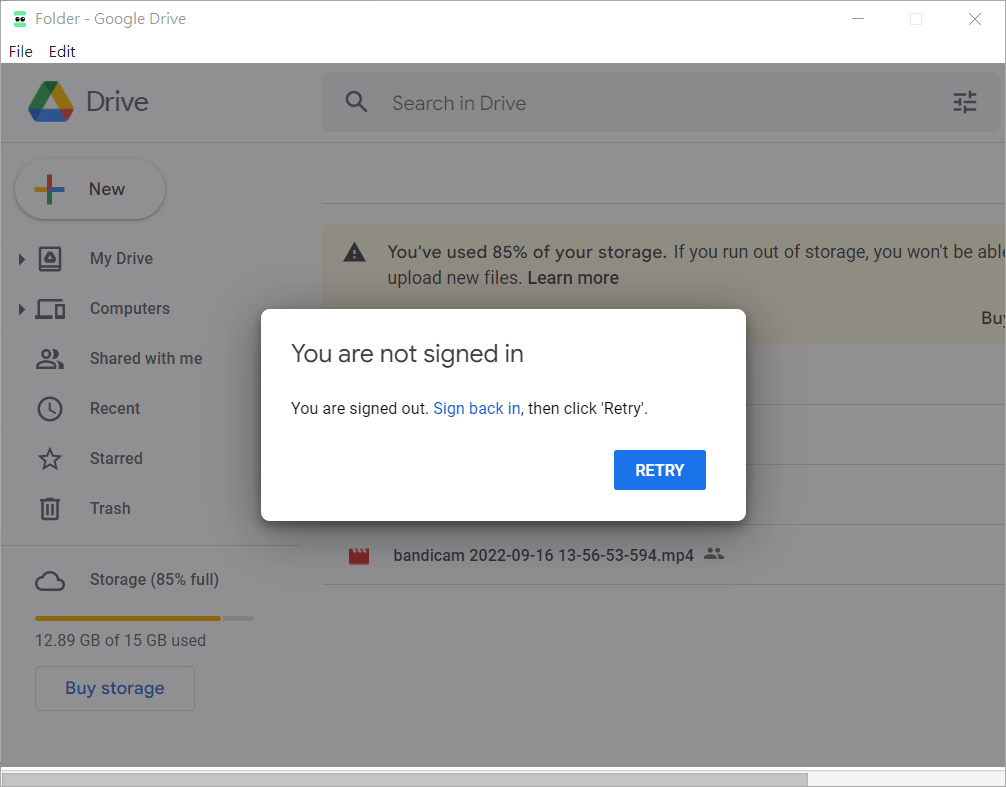 Folder - Google Drive
File Edit
Drive
Search in Drive
New
My Drive
Computers
Shared with me
Recent
Starred
Trash
Storage (85% full)
12.89 GB of 15 GB used
Buy storage
You've used 85% of your storage. If you run out of storage, you won't be able
upload new files. Learn more
Buy
You are not signed in
You are signed out. Sign back in, then click 'Retry'.
RETRY
bandicam 2022-09-16 13-56-53-594.mp4